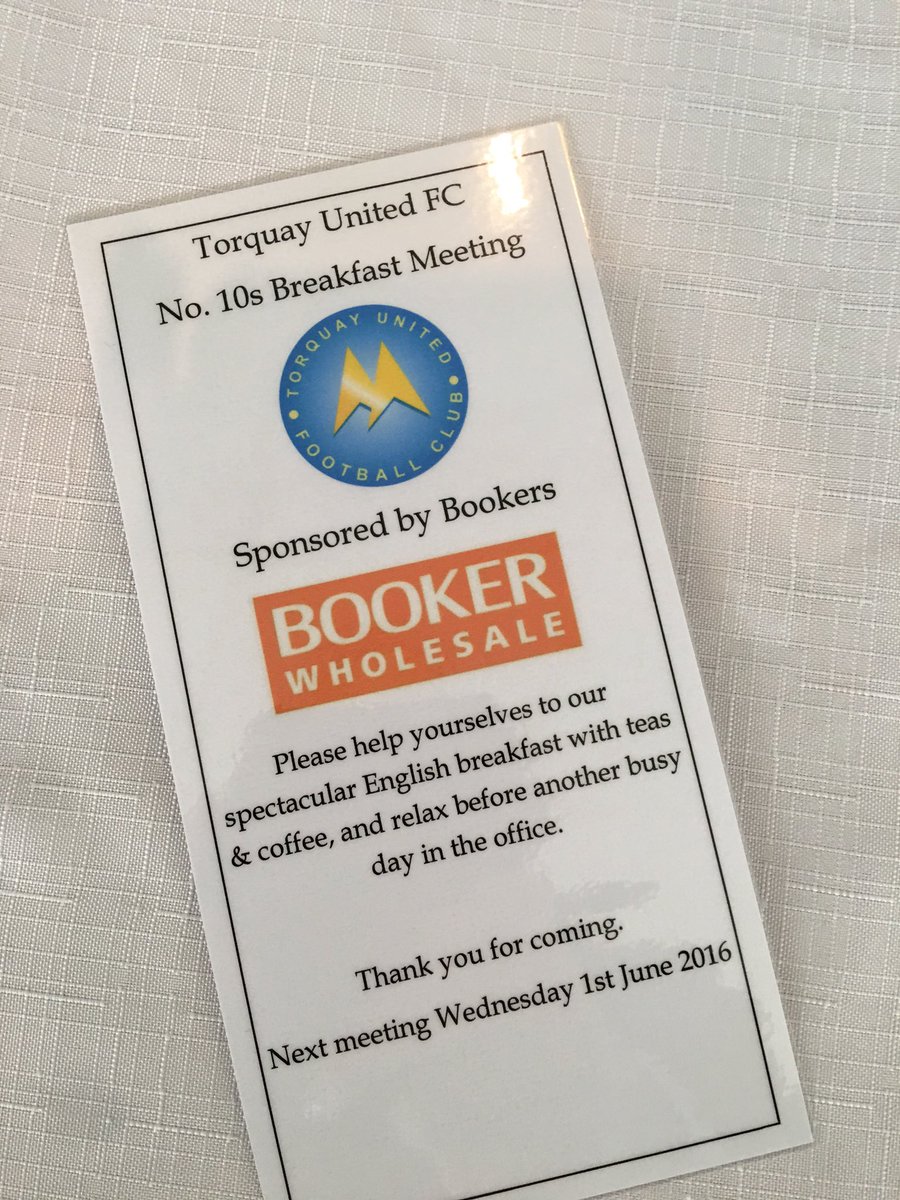 Torquay United FC
No. 10s Breakfast Meeting
TORQUAY UNITED
FOOTBALL CLUB
Sponsored by Bookers
BOOKER
WHOLESALE
Please help yourselves to our
spectacular English breakfast with teas
& coffee, and relax before another busy
day in the office.
Thank you for coming.
Next meeting Wednesday 1st June 2016